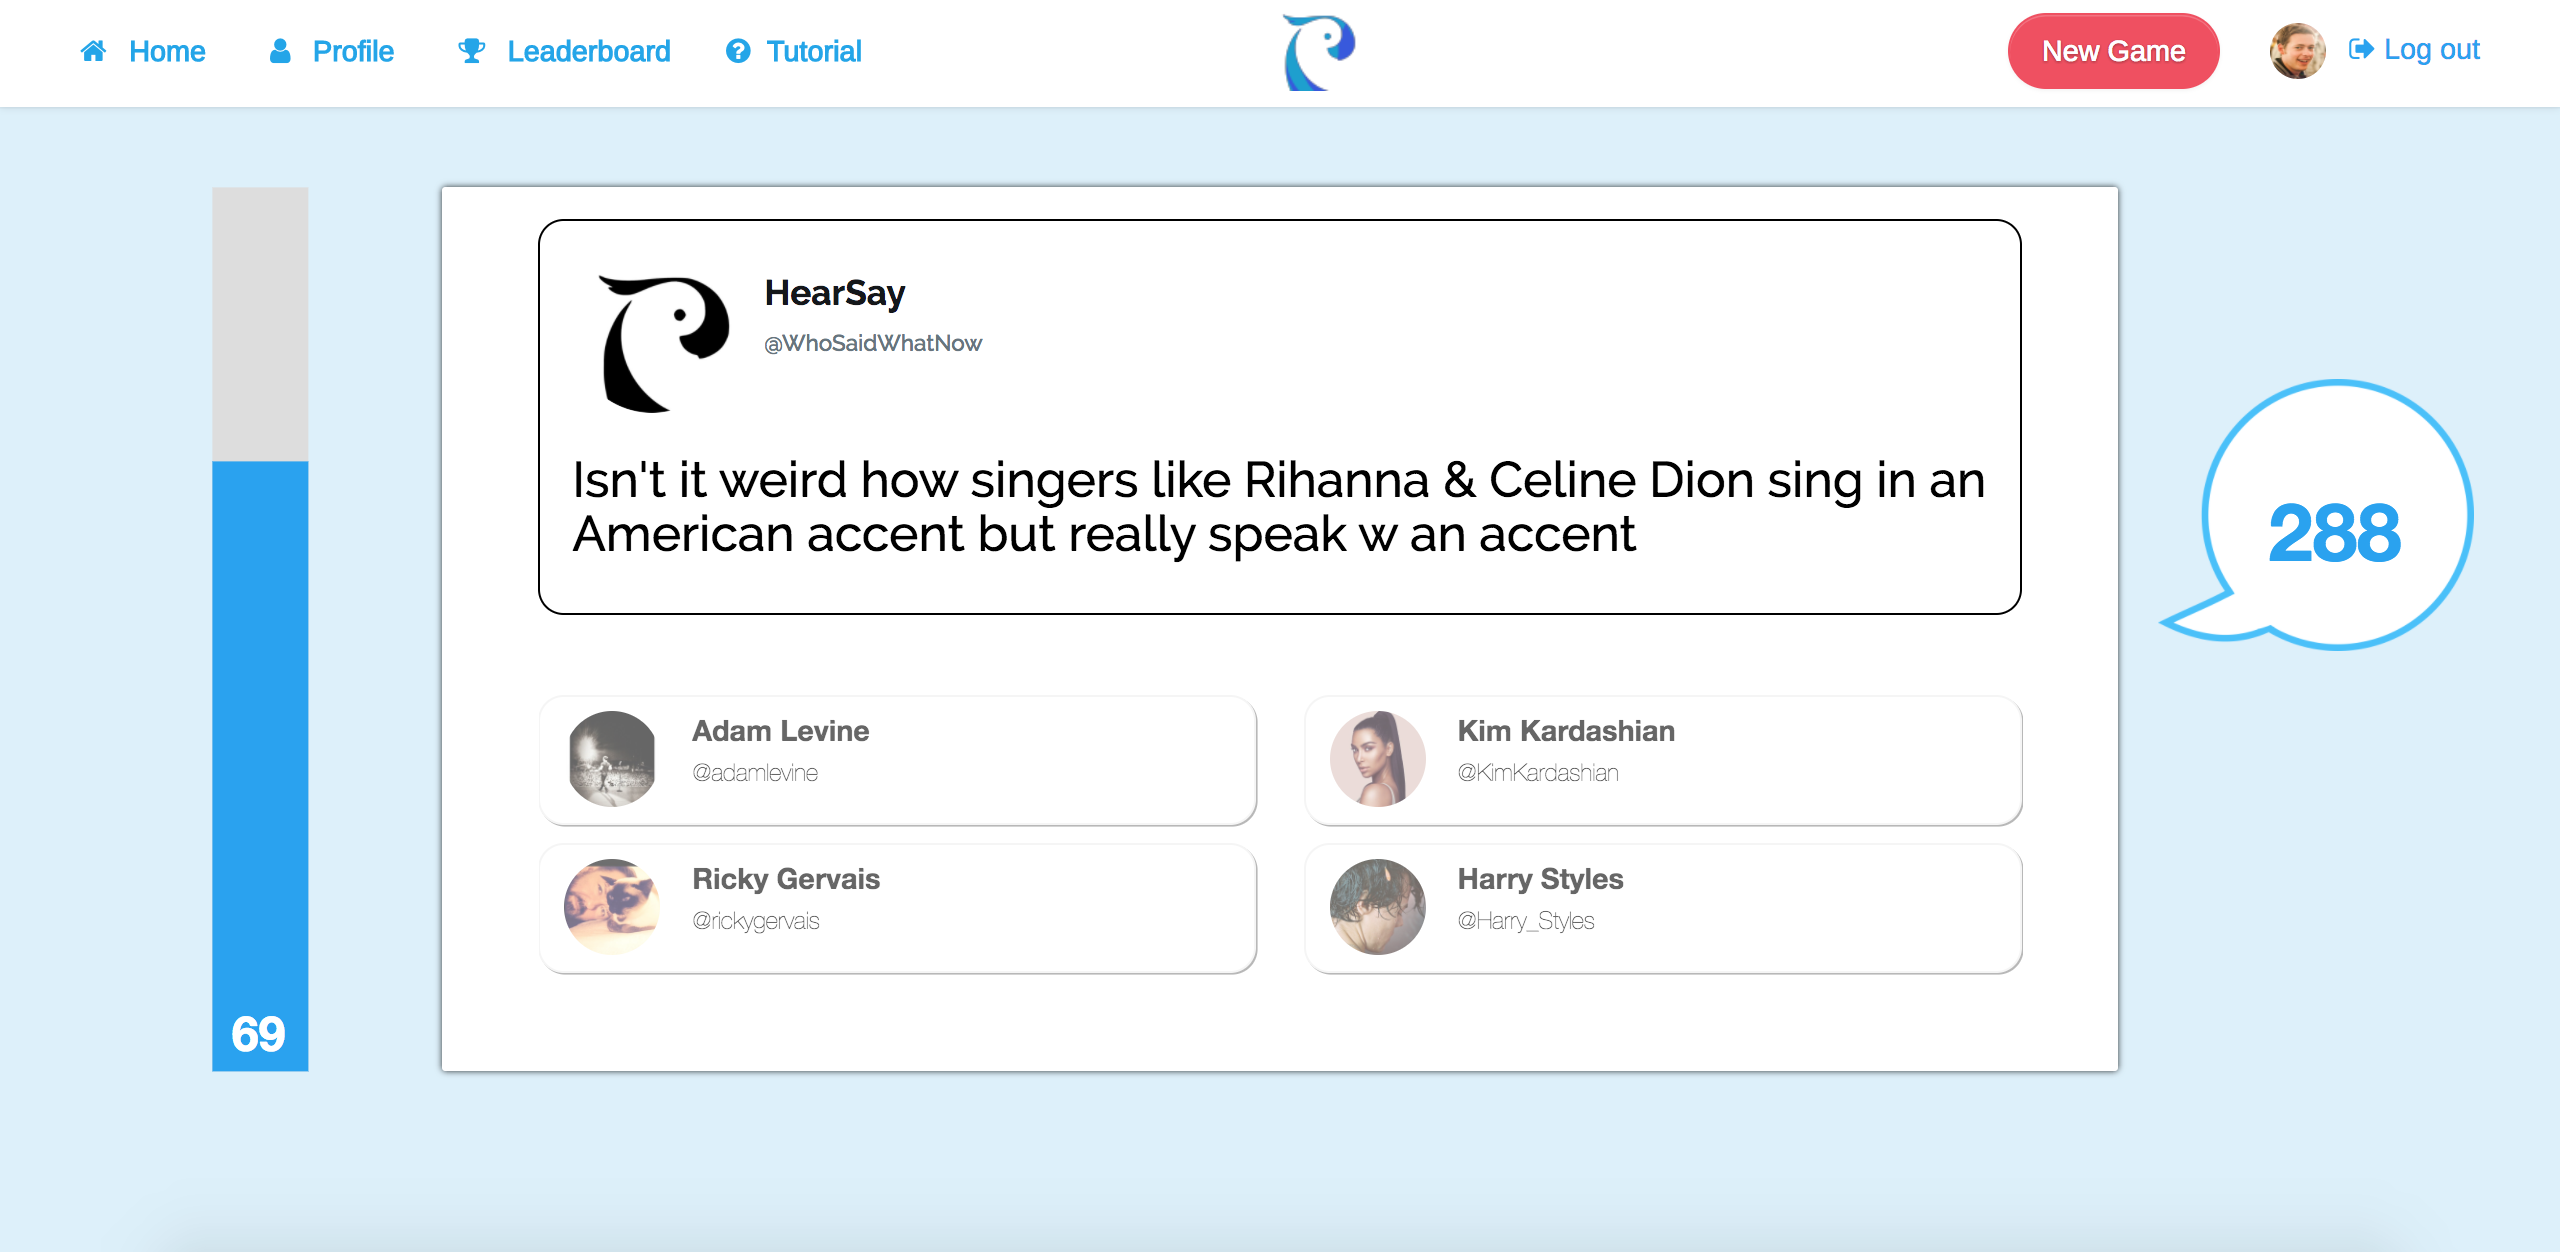 Home Profile Leaderboard Tutorial New Game Log out
HearSay
@WhoSaidWhatNow
Isn't it weird how singers like Rihanna & Celine Dion sing in an
American accent but really speak w an accent
288
Adam Levine
@adamlevine
Kim Kardashian
@KimKardashian
Ricky Gervais
@rickygervais
Harry Styles
@Harry_Styles
69